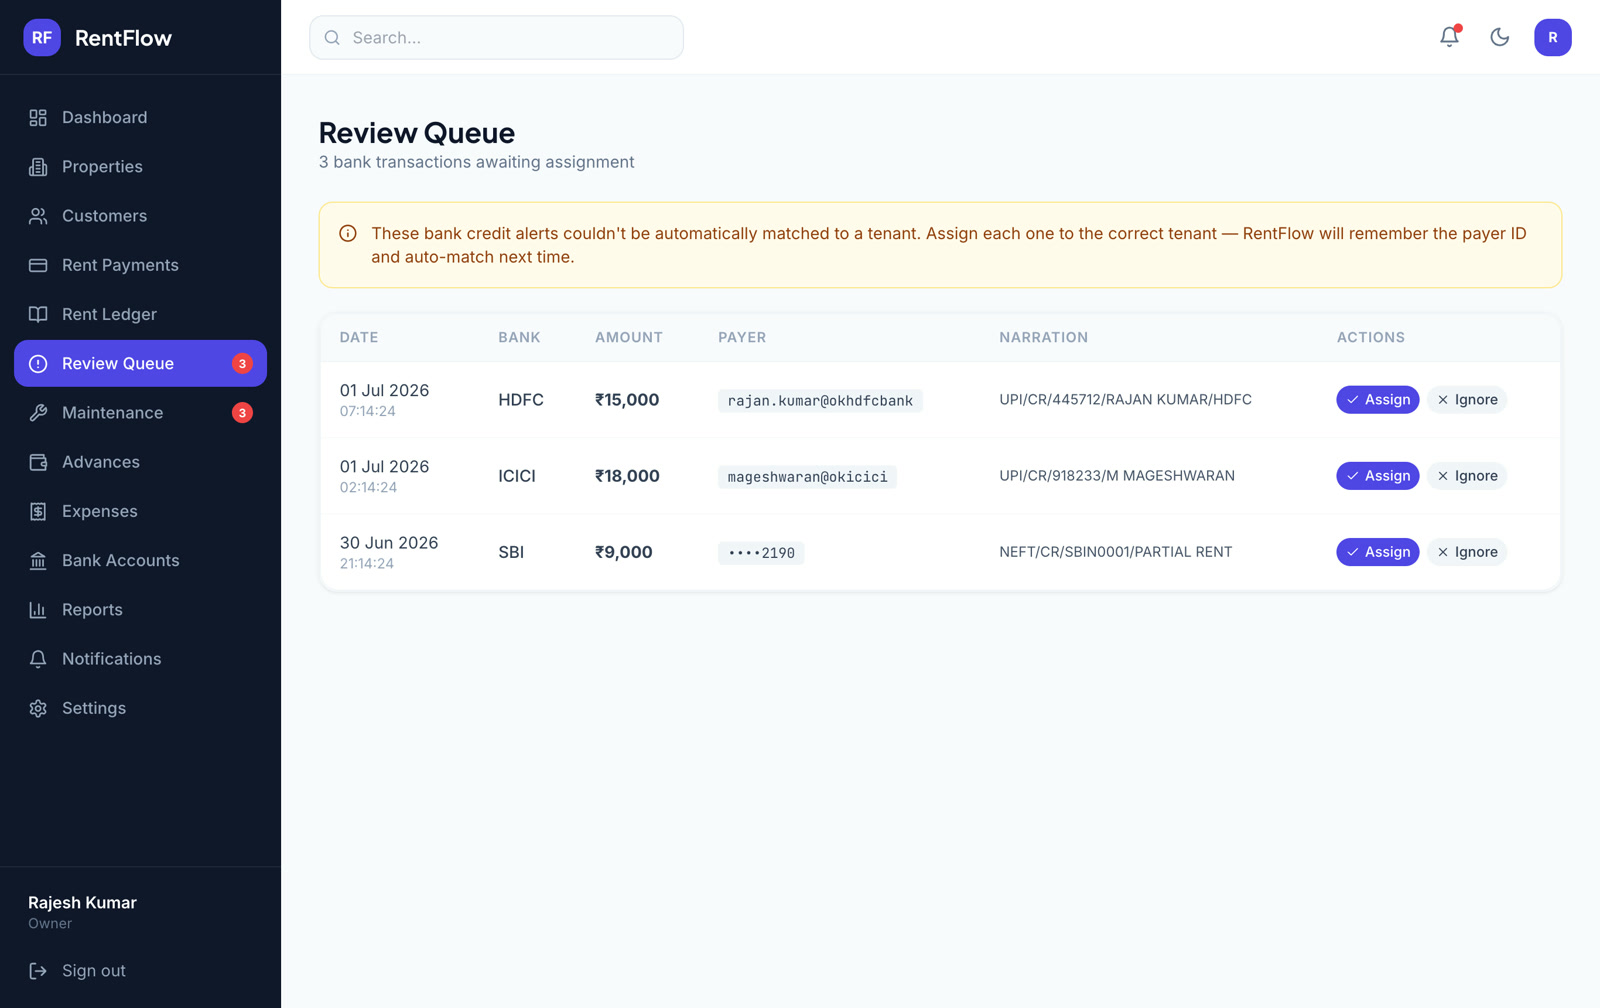 RF RentFlow
Search...
R
Dashboard
Properties
Customers
Rent Payments
Rent Ledger
Review Queue 3
Maintenance 3
Advances
Expenses
Bank Accounts
Reports
Notifications
Settings
Rajesh Kumar
Owner
Sign out
Review Queue
3 bank transactions awaiting assignment
These bank credit alerts couldn't be automatically matched to a tenant. Assign each one to the correct tenant — RentFlow will remember the payer ID
and auto-match next time.
DATE BANK AMOUNT PAYER NARRATION ACTIONS
01 Jul 2026
07:14:24
HDFC ₹15,000 rajan.kumar@okhdfcbank UPI/CR/445712/RAJAN KUMAR/HDFC Assign Ignore
01 Jul 2026
02:14:24
ICICI ₹18,000 mageshwaran@okicici UPI/CR/918233/M MAGESHWARAN Assign Ignore
30 Jun 2026
21:14:24
SBI ₹9,000 ••••2190 NEFT/CR/SBIN0001/PARTIAL RENT Assign Ignore